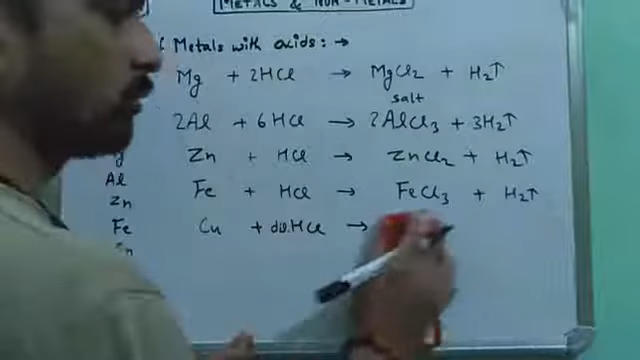 METALS & NON-METALS
Metals with acids: →
Mg + 2HCl → MgCl2 + H2↑
salt
2Al + 6HCl → 2AlCl3 + 3H2↑
Zn + HCl → ZnCl2 + H2↑
Al
Fe + HCl → FeCl3 + H2↑
Zn
Cu + dil.HCl →
Fe